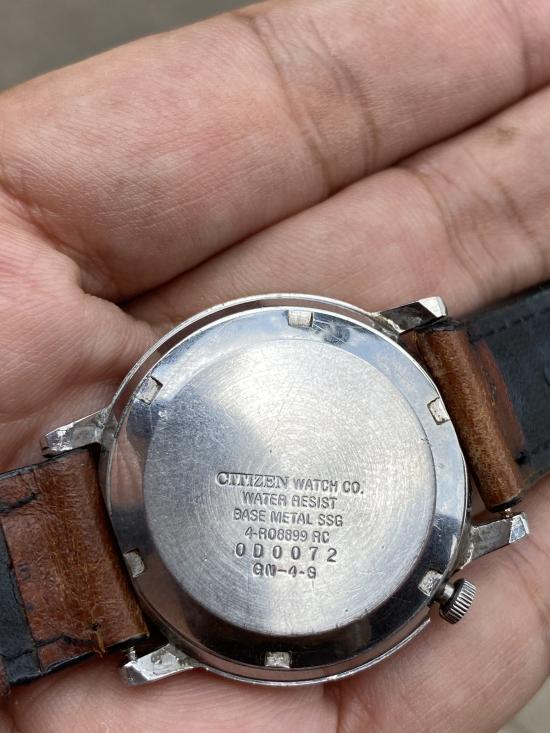 CITIZEN WATCH CO.
WATER RESIST
BASE METAL SSG
4-R08899 RC
0D0072
GN-4-S